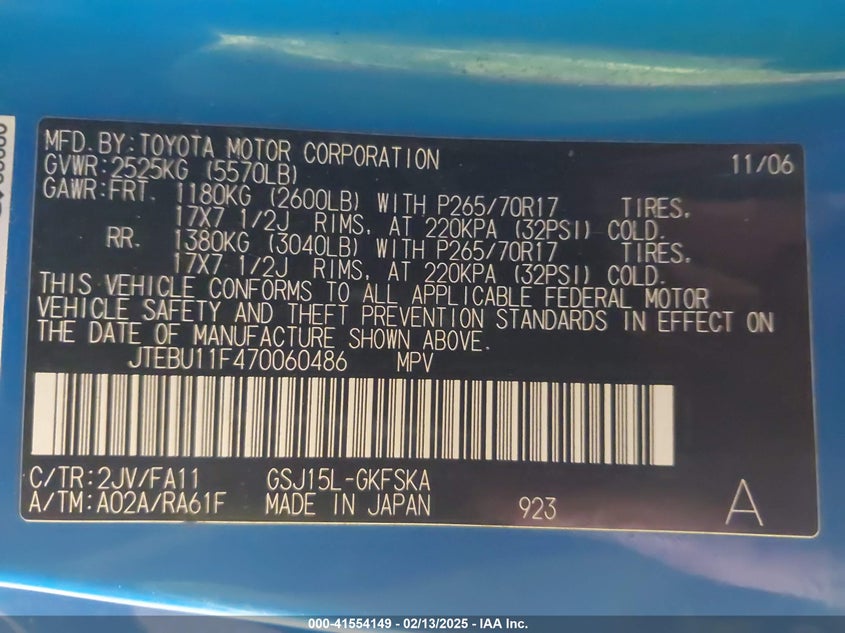 MFD.BY:TOYOTA MOTOR CORPORATION 11/06
GVWR:2525KG (5570LB)
GAWR:FRT. 1180KG (2600LB) WITH P265/70R17 TIRES,
17X7 1/2J RIMS, AT 220KPA (32PSI) COLD.
RR. 1380KG (3040LB) WITH P265/70R17 TIRES,
17X7 1/2J RIMS, AT 220KPA (32PSI) COLD.
THIS VEHICLE CONFORMS TO ALL APPLICABLE FEDERAL MOTOR
VEHICLE SAFETY AND THEFT PREVENTION STANDARDS IN EFFECT ON
THE DATE OF MANUFACTURE SHOWN ABOVE.
JTEBU11F470060486 MPV
C/TR:2JV/FA11 GSJ15L-GKFSKA
A/TM:A02A/RA61F MADE IN JAPAN 923 A
000-41554149 - 02/13/2025 - IAA Inc.